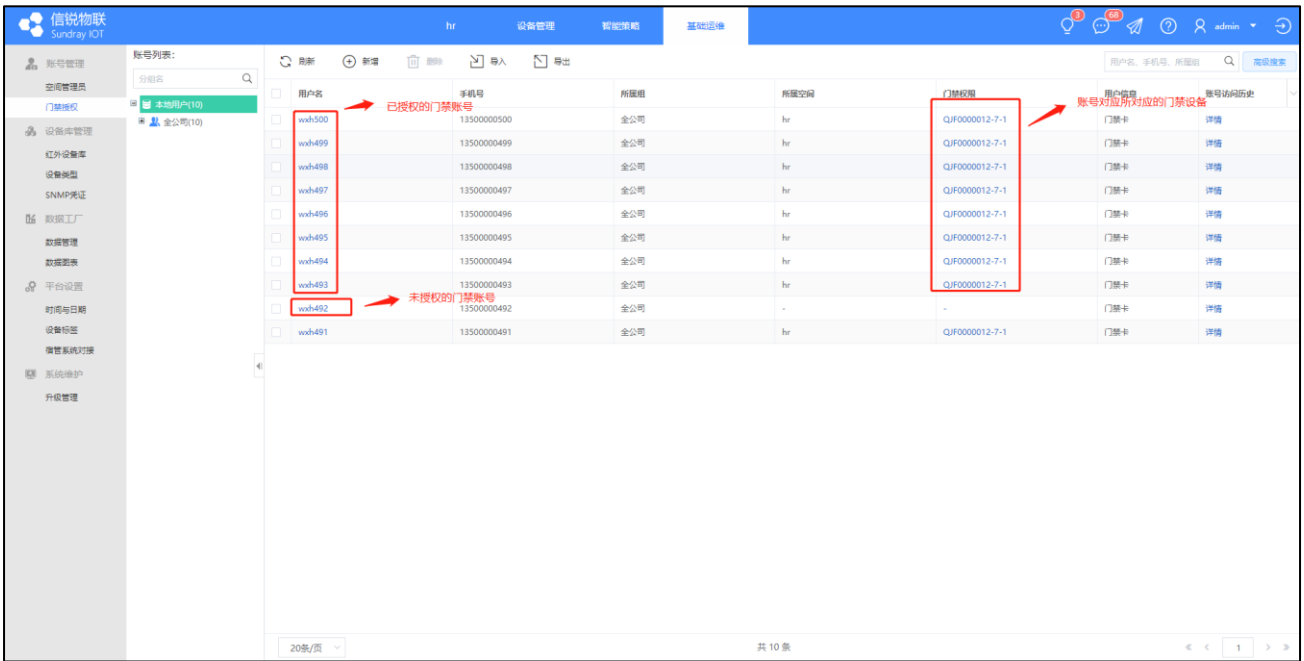 信锐物联
Sundray IOT
hr 设备管理 智能策略 基础运维
3 68 admin
账号管理
空间管理员
门禁授权
设备库管理
红外设备库
设备类型
SNMP凭证
数据工厂
数据管理
数据图表
平台设置
时间与日期
设备标签
宿管系统对接
系统维护
升级管理
账号列表：
分组名
本地用户(10)
全公司(10)
刷新 新增 删除 导入 导出
用户名、手机号、所属组 高级搜索
用户名 手机号 所属组 所属空间 门禁权限 用户信息 账号访问历史
已授权的门禁账号
账号对应所对应的门禁设备
wxh500 13500000500 全公司 hr QJF0000012-7-1 门禁卡 详情
wxh499 13500000499 全公司 hr QJF0000012-7-1 门禁卡 详情
wxh498 13500000498 全公司 hr QJF0000012-7-1 门禁卡 详情
wxh497 13500000497 全公司 hr QJF0000012-7-1 门禁卡 详情
wxh496 13500000496 全公司 hr QJF0000012-7-1 门禁卡 详情
wxh495 13500000495 全公司 hr QJF0000012-7-1 门禁卡 详情
wxh494 13500000494 全公司 hr QJF0000012-7-1 门禁卡 详情
wxh493 13500000493 全公司 hr QJF0000012-7-1 门禁卡 详情
未授权的门禁账号
wxh492 13500000492 全公司 - - 门禁卡 详情
wxh491 13500000491 全公司 hr QJF0000012-7-1 门禁卡 详情
20条/页 共 10 条 1